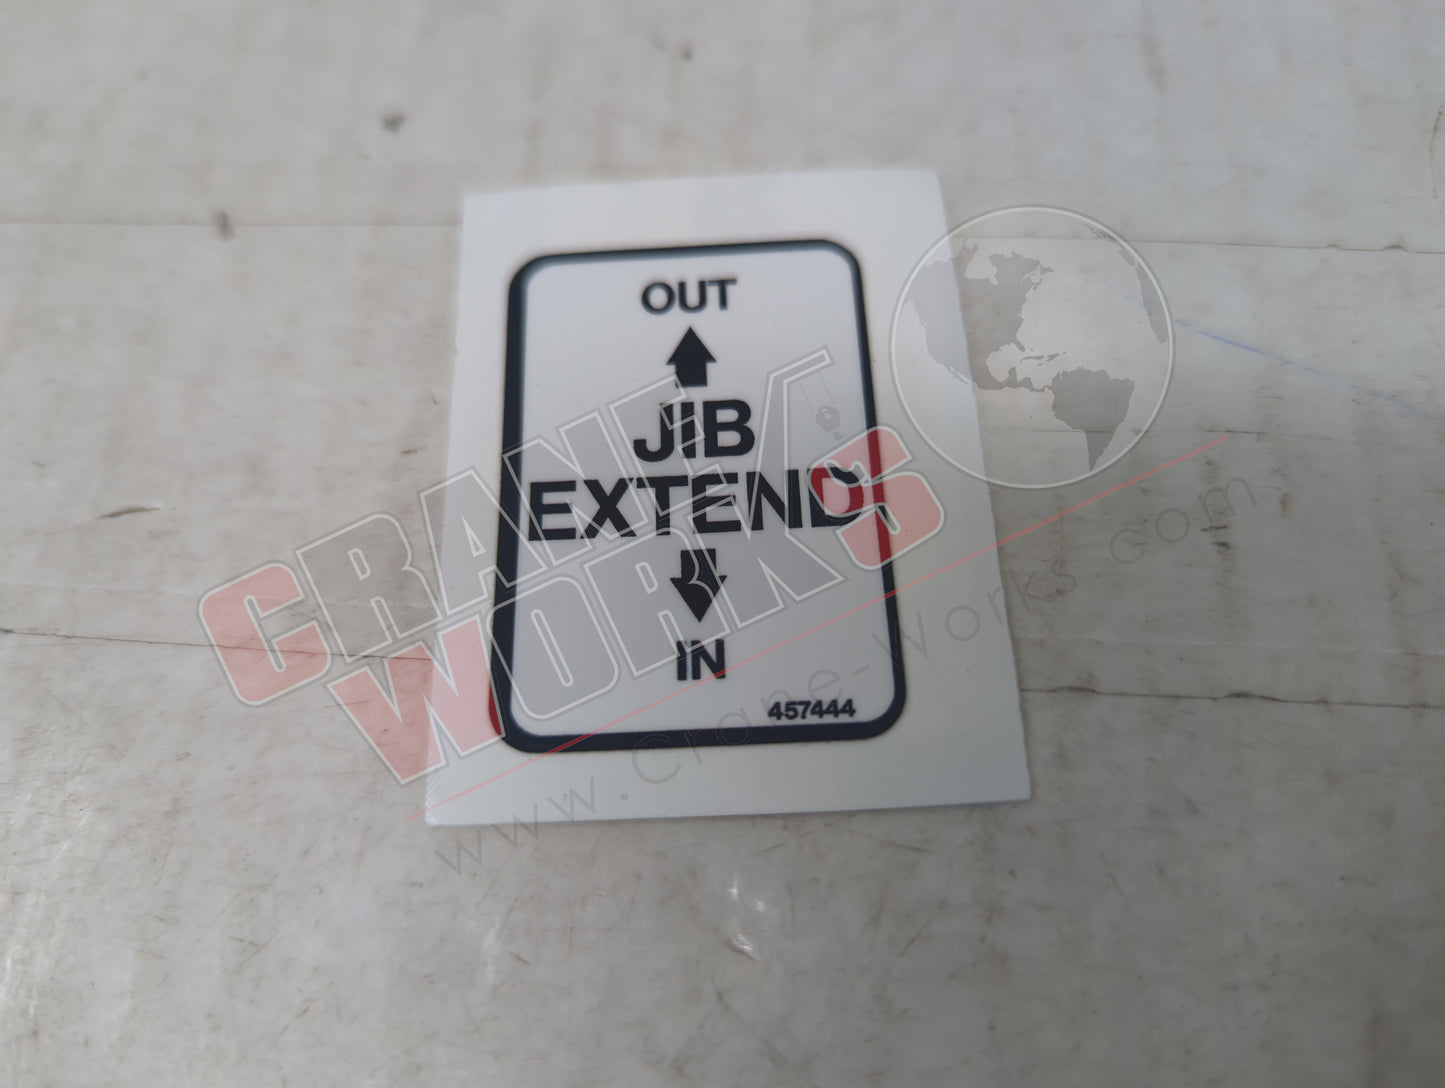 OUT
JIB
EXTEND.
IN
457444
CRANE
WORKS
www.crane-works.com